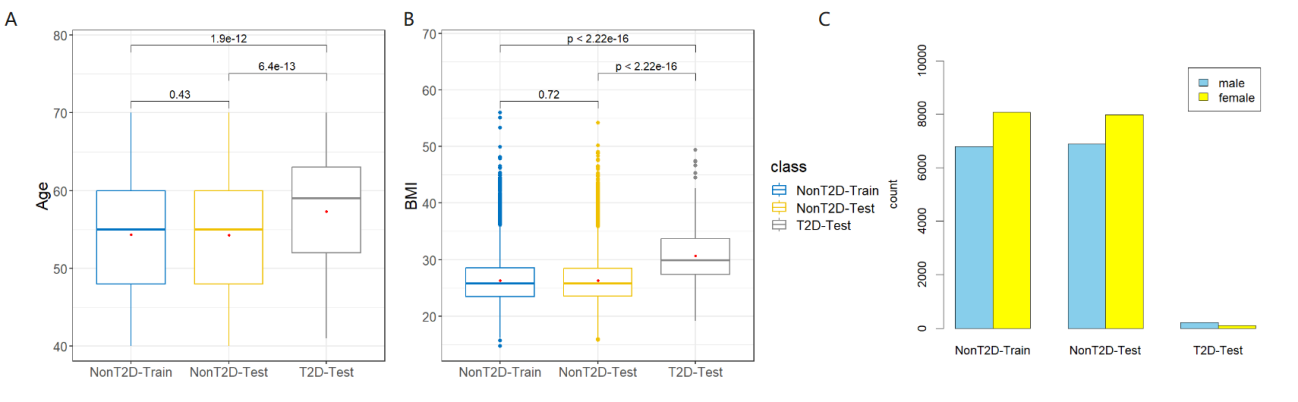 A
Age
80
70
60
50
40
1.9e-12
6.4e-13
0.43
NonT2D-Train NonT2D-Test T2D-Test
B
BMI
70
60
50
40
30
20
p < 2.22e-16
p < 2.22e-16
0.72
NonT2D-Train NonT2D-Test T2D-Test
class
NonT2D-Train
NonT2D-Test
T2D-Test
C
count
10000
8000
6000
4000
2000
0
male
female
NonT2D-Train NonT2D-Test T2D-Test